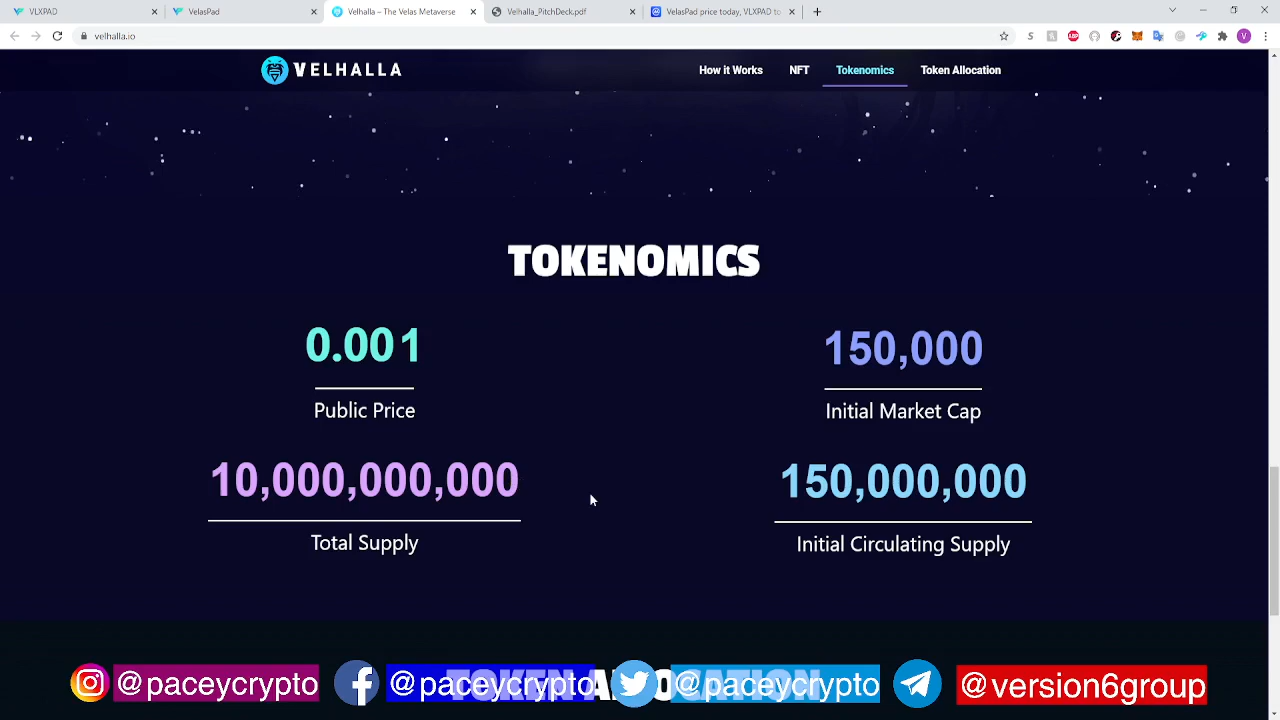 VLXPAD
VelasPad
Velhalla – The Velas Metaverse
Velhalla_PitchDeck.pdf
VelasPad price today, VLXPAD to
velhalla.io
VELHALLA
How it Works
NFT
Tokenomics
Token Allocation
TOKENOMICS
0.001
Public Price
150,000
Initial Market Cap
10,000,000,000
Total Supply
150,000,000
Initial Circulating Supply
TOKEN ALLOCATION
@paceycrypto
@paceycrypto
@paceycrypto
@version6group